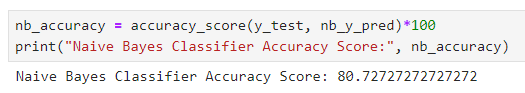 nb_accuracy = accuracy_score(y_test, nb_y_pred)*100
print("Naive Bayes Classifier Accuracy Score:", nb_accuracy)
Naive Bayes Classifier Accuracy Score: 80.72727272727272